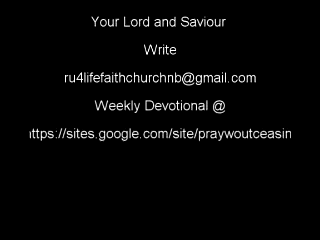 Your Lord and Saviour
Write
ru4lifefaithchurchnb@gmail.com
Weekly Devotional @
ttps://sites.google.com/site/praywoutceasin